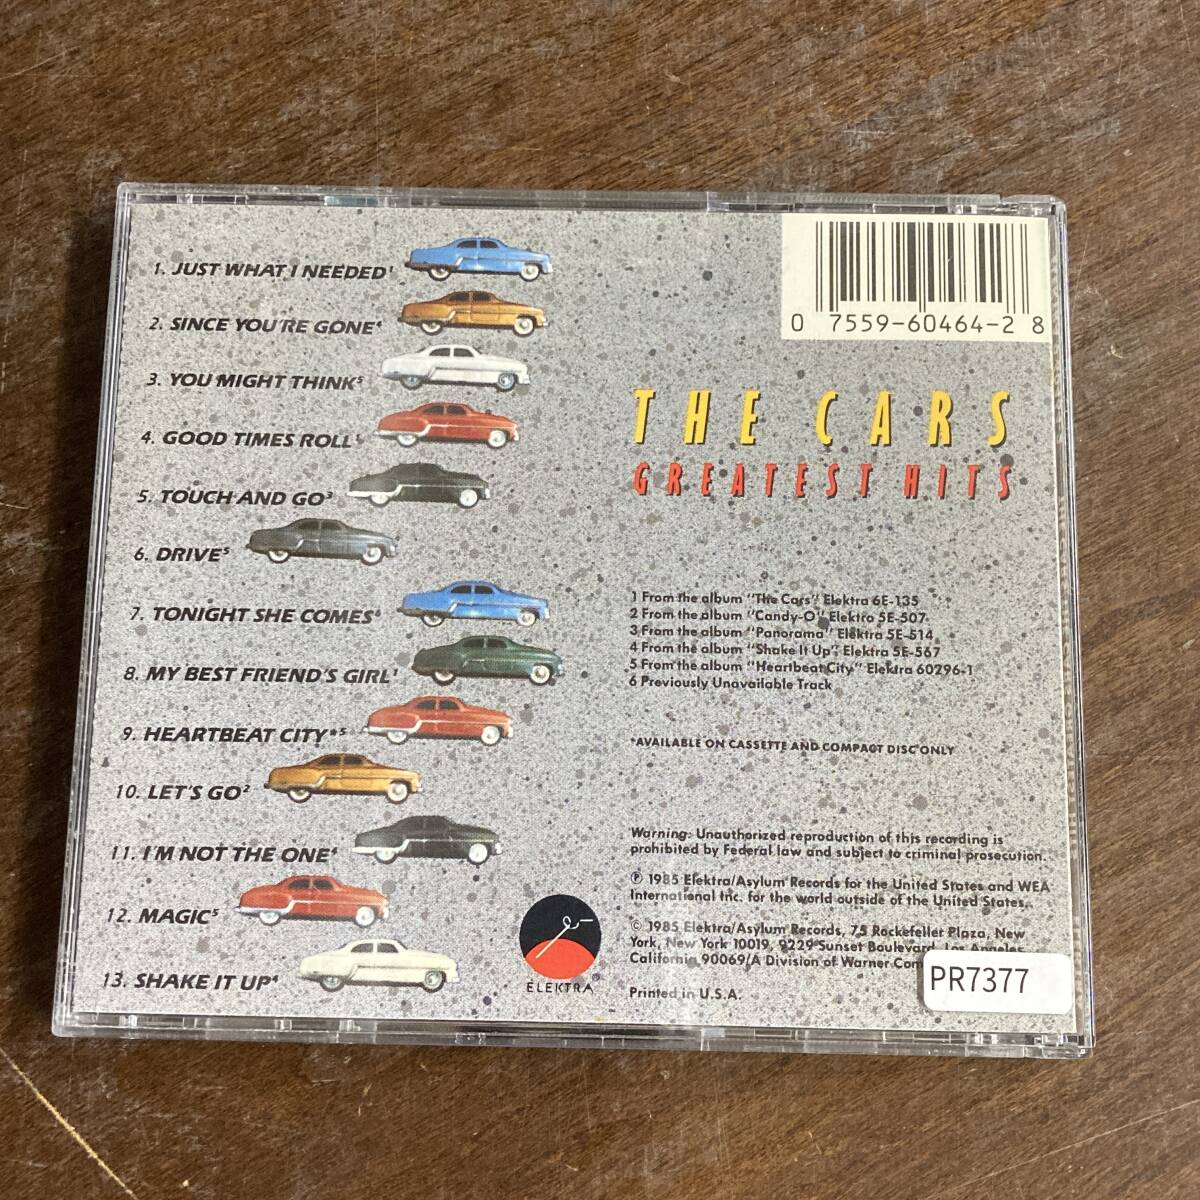 1. JUST WHAT I NEEDED¹
2. SINCE YOU'RE GONE⁴
3. YOU MIGHT THINK⁵
4. GOOD TIMES ROLL¹
5. TOUCH AND GO³
6. DRIVE⁵
7. TONIGHT SHE COMES⁶
8. MY BEST FRIEND'S GIRL¹
9. HEARTBEAT CITY*⁵
10. LET'S GO²
11. I'M NOT THE ONE⁴
12. MAGIC⁵
13. SHAKE IT UP⁴
ELEKTRA®
0 7559-60464-2 8
THE CARS
GREATEST HITS
1 From the album "The Cars" Elektra 6E-135
2 From the album "Candy-O" Elektra 5E-507
3 From the album "Panorama" Elektra 5E-514
4 From the album "Shake It Up" Elektra 5E-567
5 From the album "Heartbeat City" Elektra 60296-1
6 Previously Unavailable Track
*AVAILABLE ON CASSETTE AND COMPACT DISC ONLY
Warning: Unauthorized reproduction of this recording is
prohibited by Federal law and subject to criminal prosecution.
℗ 1985 Elektra/Asylum Records for the United States and WEA
International Inc. for the world outside of the United States.
© 1985 Elektra/Asylum Records, 75 Rockefeller Plaza, New
York, New York 10019, 9229 Sunset Boulevard, Los Angeles,
California 90069/A Division of Warner Com
Printed in U.S.A.
PR7377